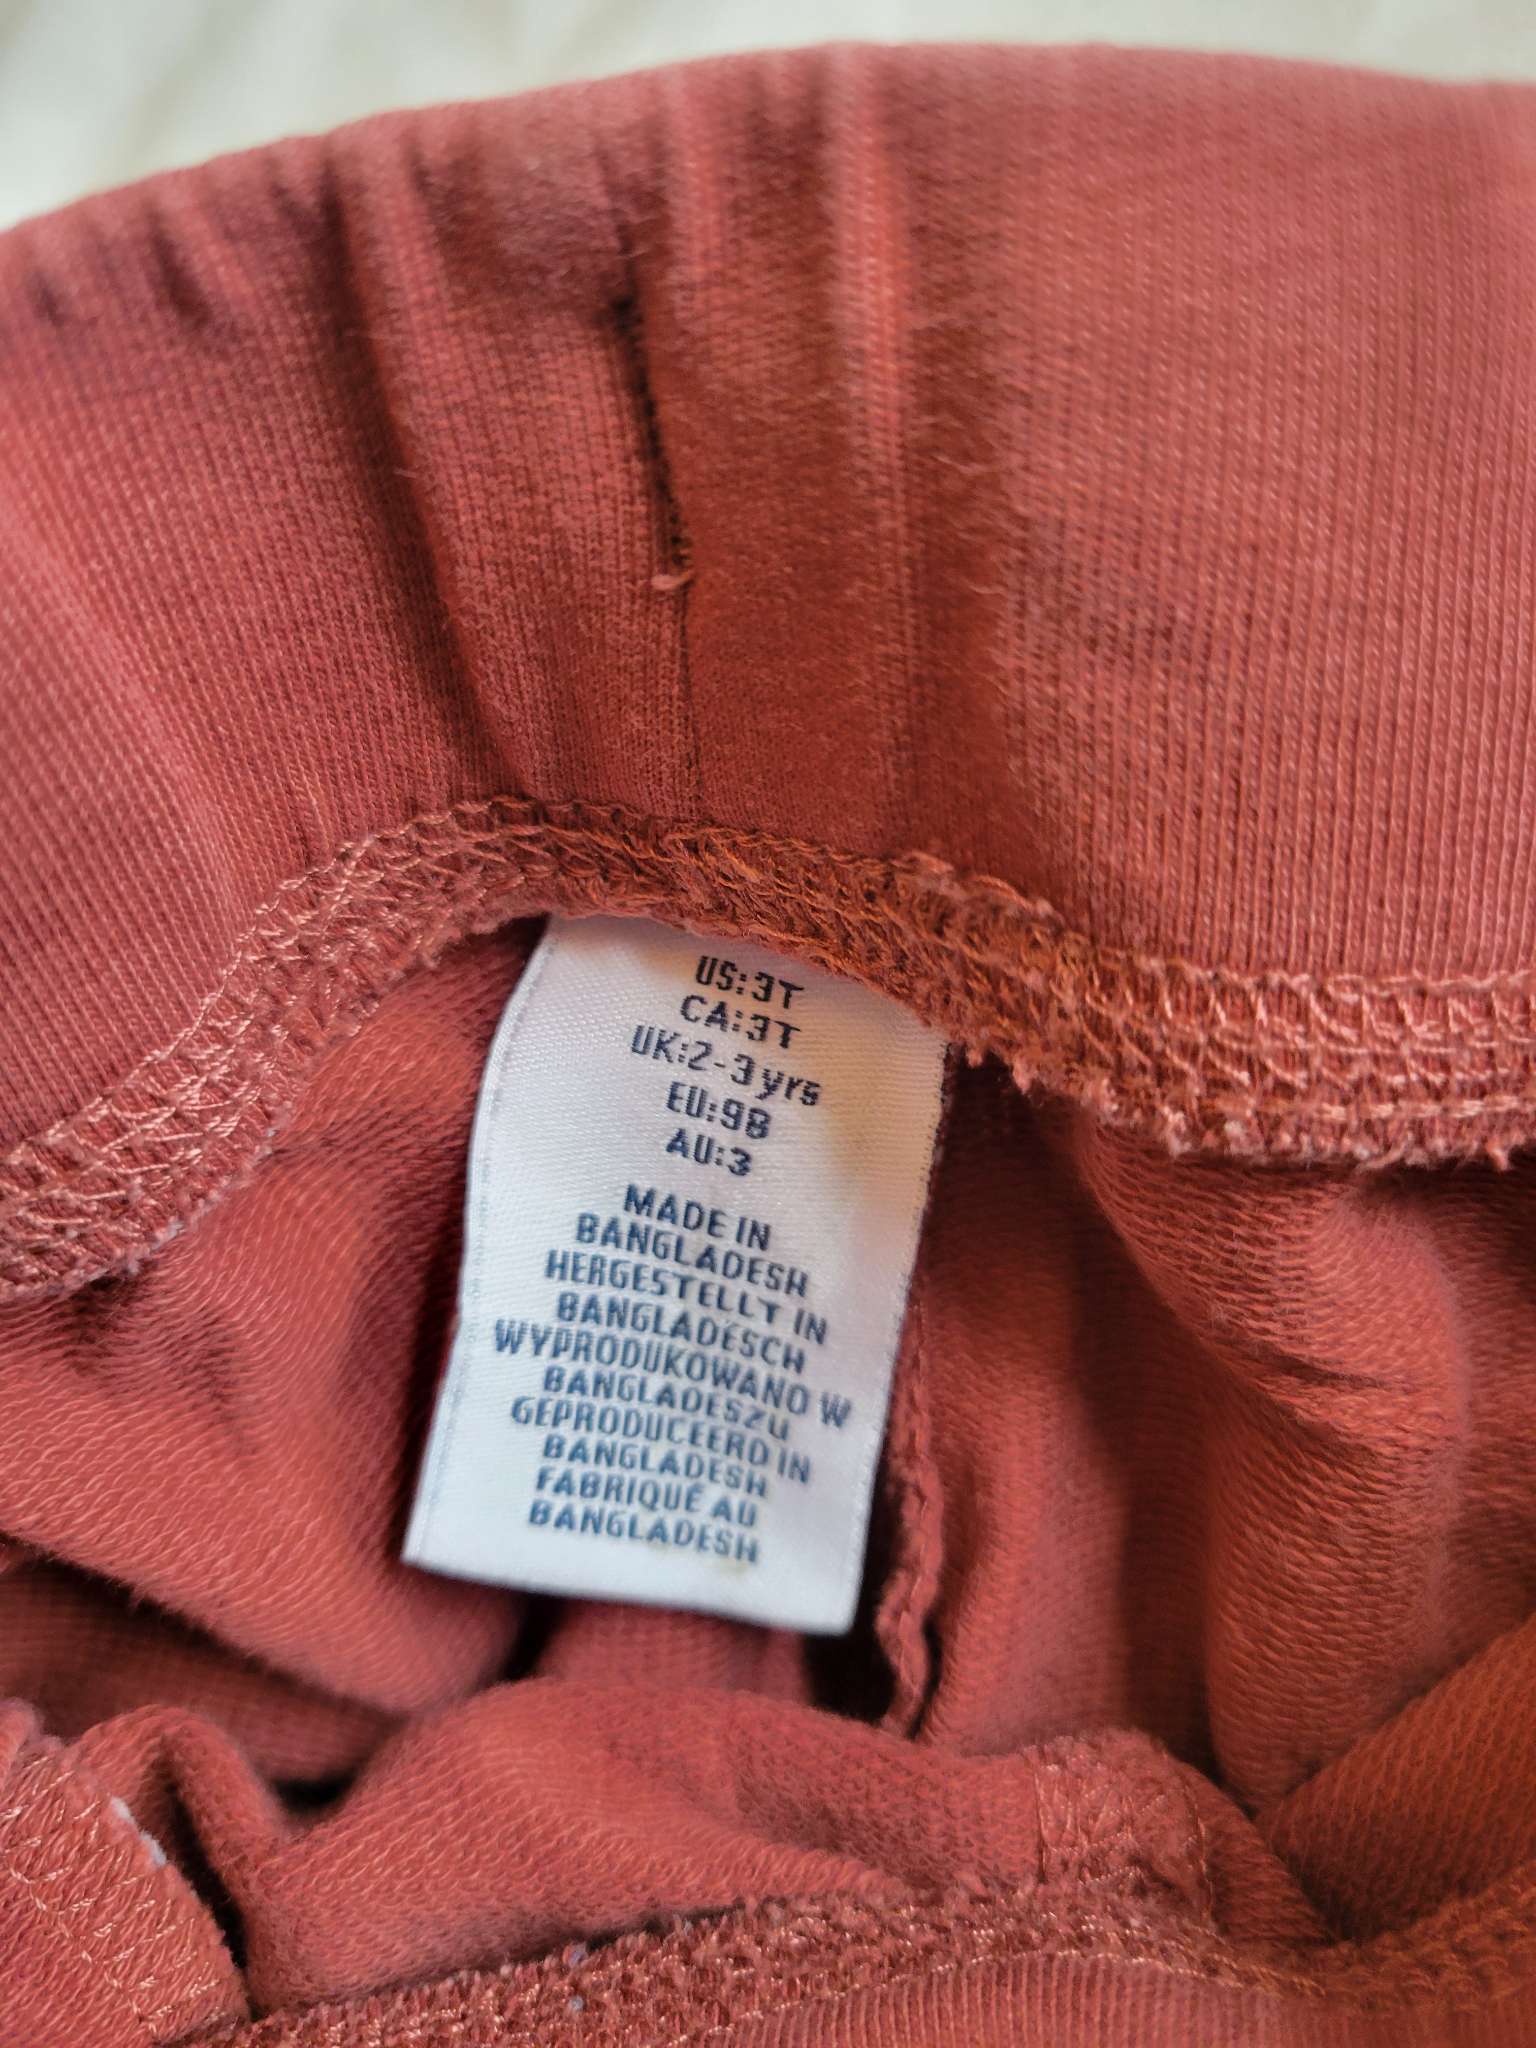 US:3T
CA:3T
UK:2-3yrs
EU:98
AU:3
MADE IN
BANGLADESH
HERGESTELLT IN
BANGLADESCH
WYPRODUKOWANO W
BANGLADESZU
GEPRODUCEERD IN
BANGLADESH
FABRIQUÉ AU
BANGLADESH